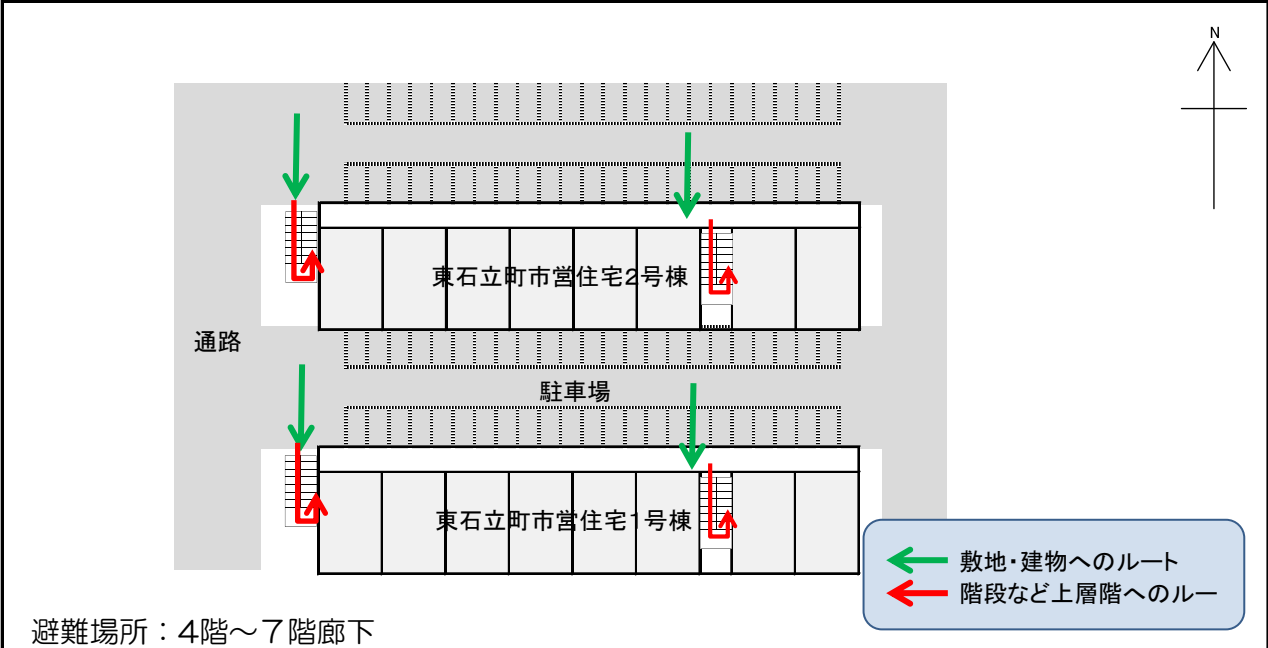 N
東石立町市営住宅2号棟
通路
駐車場
東石立町市営住宅1号棟
敷地・建物へのルート
階段など上層階へのルー
避難場所：4階～7階廊下